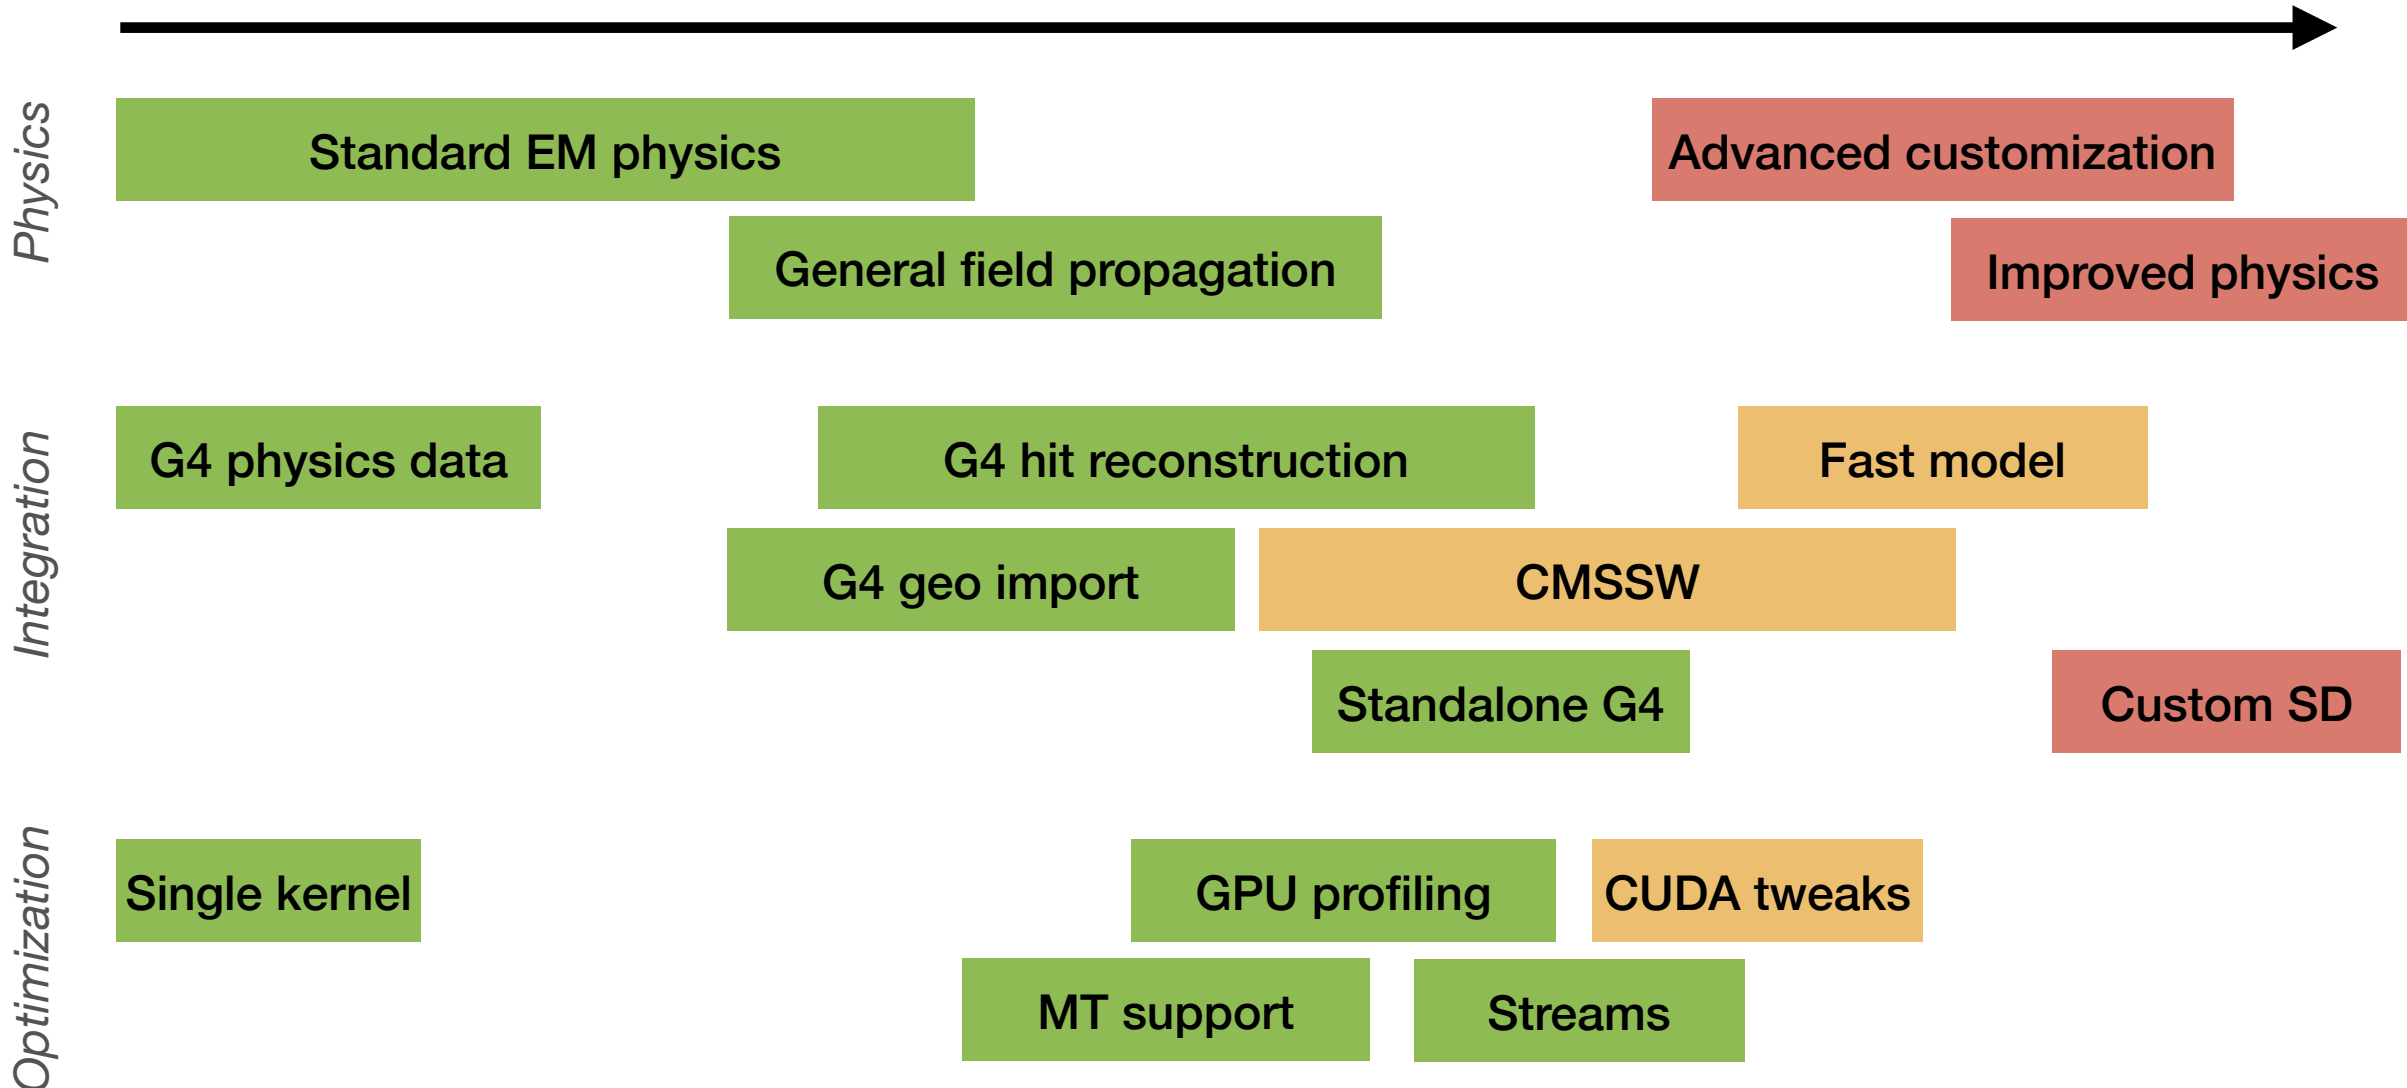 Physics
Standard EM physics
Advanced customization
General field propagation
Improved physics
Integration
G4 physics data
G4 hit reconstruction
Fast model
G4 geo import
CMSSW
Standalone G4
Custom SD
Optimization
Single kernel
GPU profiling
CUDA tweaks
MT support
Streams